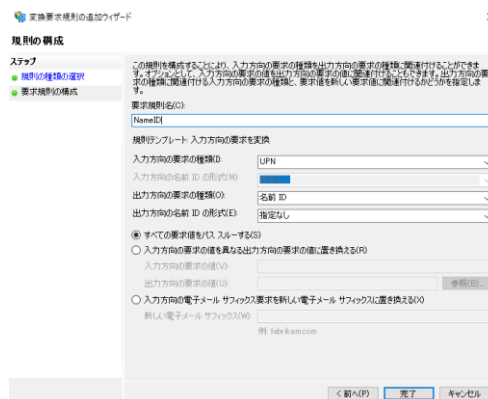 変換要求規則の追加ウィザード
規則の構成
ステップ
規則の種類の選択
要求規則の構成
この規則を構成することにより、入力方向の要求の種類を出力方向の要求の種類に関連付けることができま
す。オプションとして、入力方向の要求の値を出力方向の要求の値に関連付けることもできます。出力方向の要
求の種類に関連付ける入力方向の要求の種類と、要求値を新しい要求値に関連付けるかどうかを指定しま
す。
要求規則名(C):
NameID
規則テンプレート: 入力方向の要求を変換
入力方向の要求の種類(I):
UPN
入力方向の名前 ID の形式(M):
出力方向の要求の種類(O):
名前 ID
出力方向の名前 ID の形式(E):
指定なし
すべての要求値をパス スルーする(S)
入力方向の要求の値を異なる出力方向の要求の値に置き換える(R)
入力方向の要求の値(V):
出力方向の要求の値(U):
参照(B)...
入力方向の電子メール サフィックス要求を新しい電子メール サフィックスに置き換える(X)
新しい電子メール サフィックス(W):
例: fabrikam.com
< 前へ(P)
完了
キャンセル